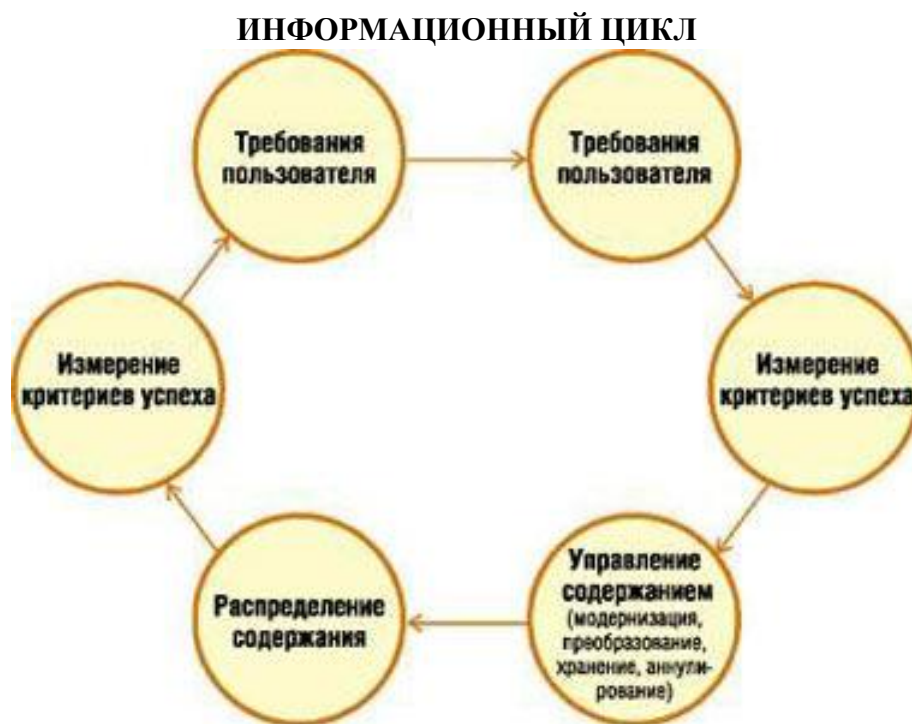 ИНФОРМАЦИОННЫЙ ЦИКЛ
Требования
пользователя
Требования
пользователя
Измерение
критериев успеха
Управление
содержанием
(модернизация,
преобразование,
хранение, аннули-
рование)
Распределение
содержания
Измерение
критериев успеха